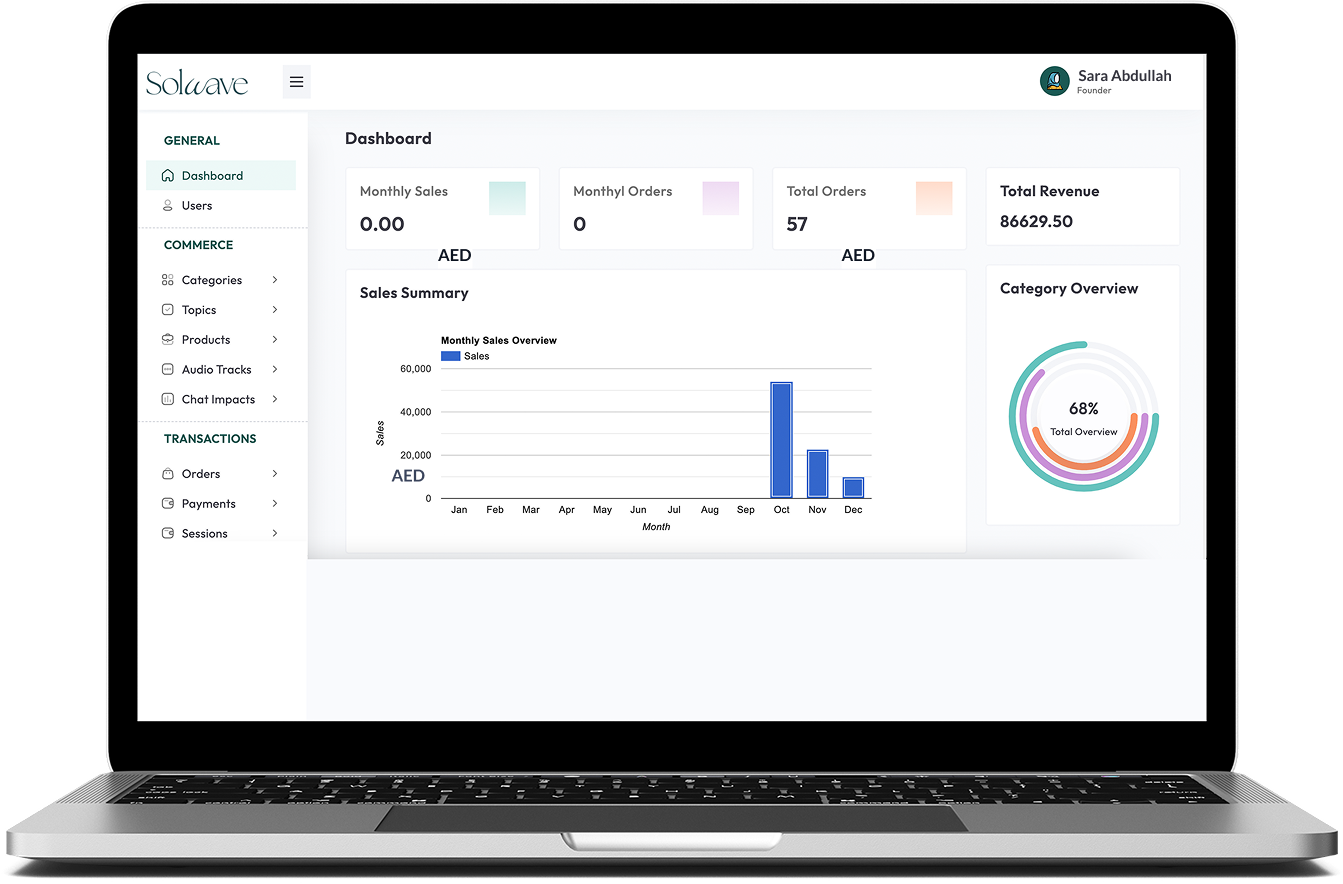 Solwave
Sara Abdullah
Founder
GENERAL
Dashboard
Users
COMMERCE
Categories
Topics
Products
Audio Tracks
Chat Impacts
TRANSACTIONS
Orders
Payments
Sessions
Dashboard
Monthly Sales
0.00
AED
Monthyl Orders
0
Total Orders
57
AED
Total Revenue
86629.50
Sales Summary
Monthly Sales Overview
Sales
60,000
40,000
20,000
0
Sales
AED
Jan Feb Mar Apr May Jun Jul Aug Sep Oct Nov Dec
Month
Category Overview
68%
Total Overview